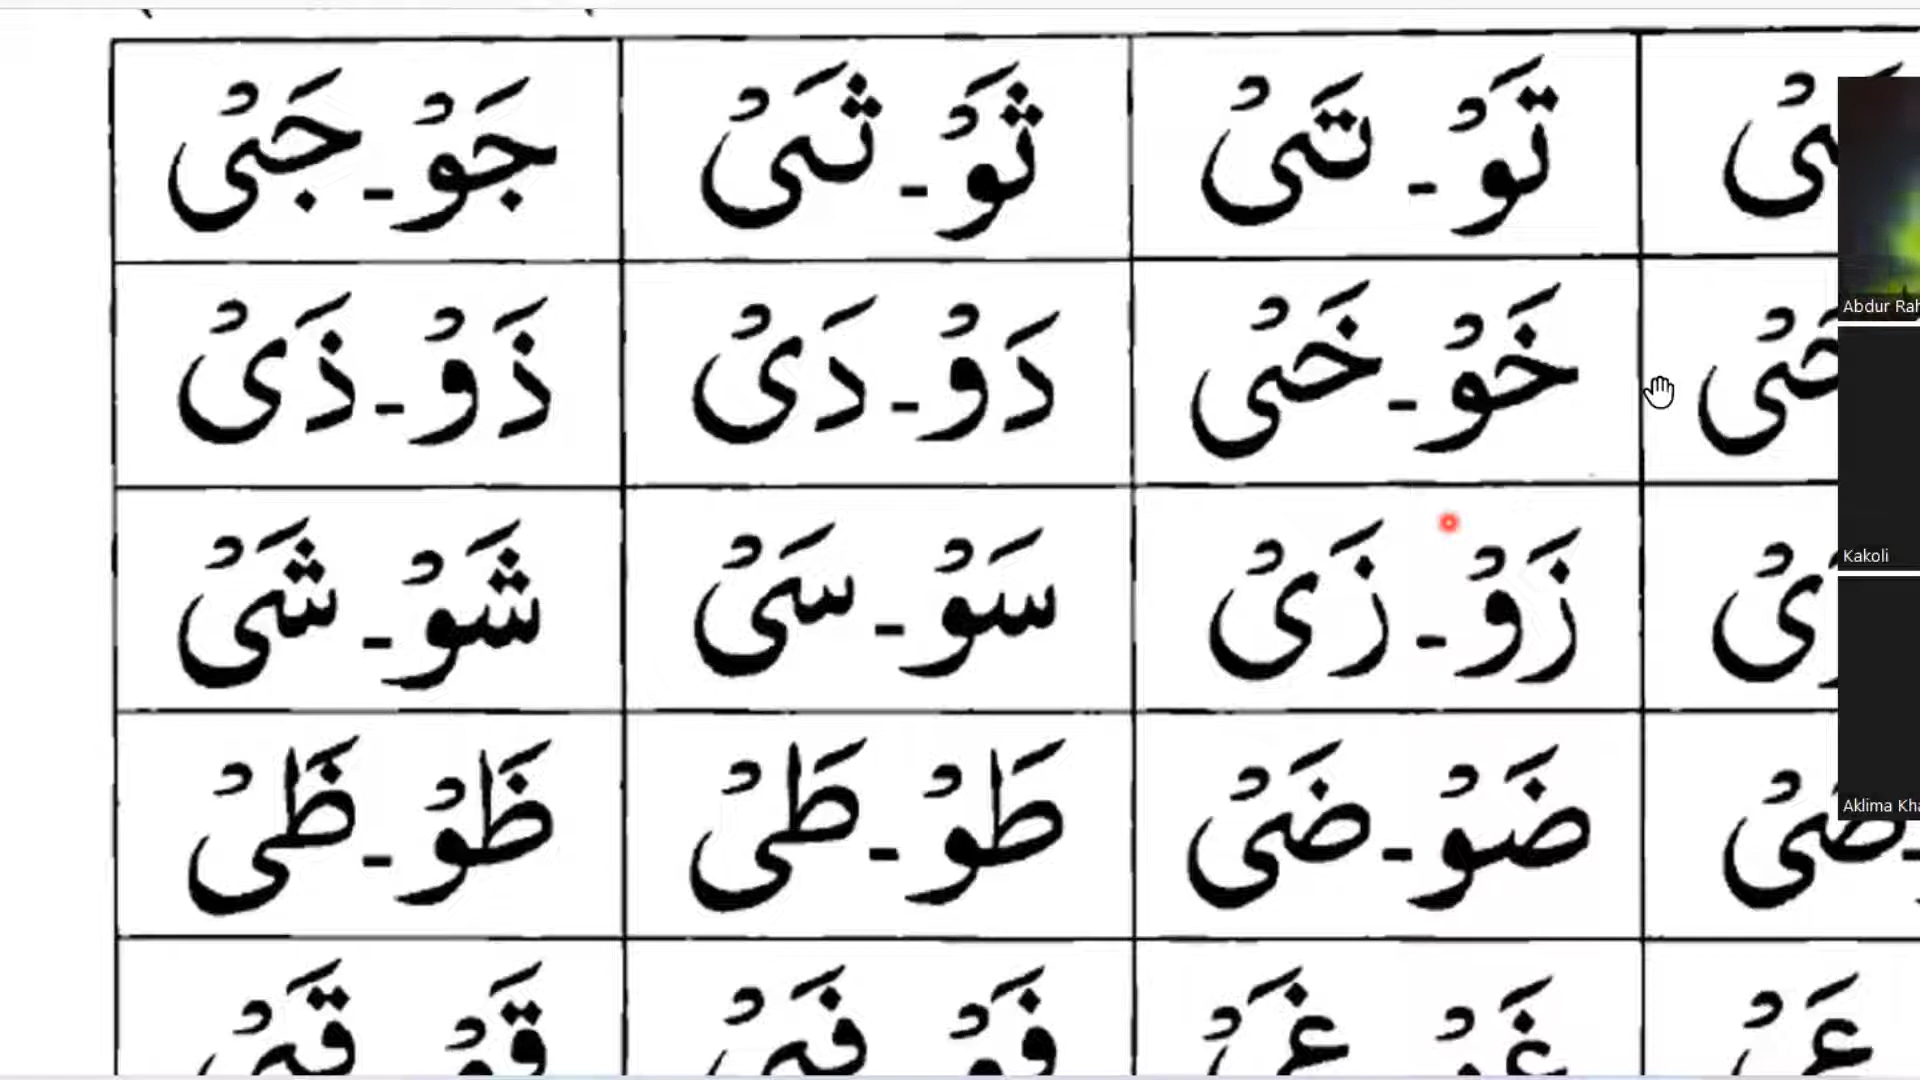 تَوْ - تَىْ ثَوْ - ثَىْ جَوْ - جَىْ
خَوْ - خَىْ دَوْ - دَىْ ذَوْ - ذَىْ
زَوْ - زَىْ سَوْ - سَىْ شَوْ - شَىْ
ضَوْ - ضَىْ طَوْ - طَىْ ظَوْ - ظَىْ
Abdur Rah
Kakoli
Aklima Kha